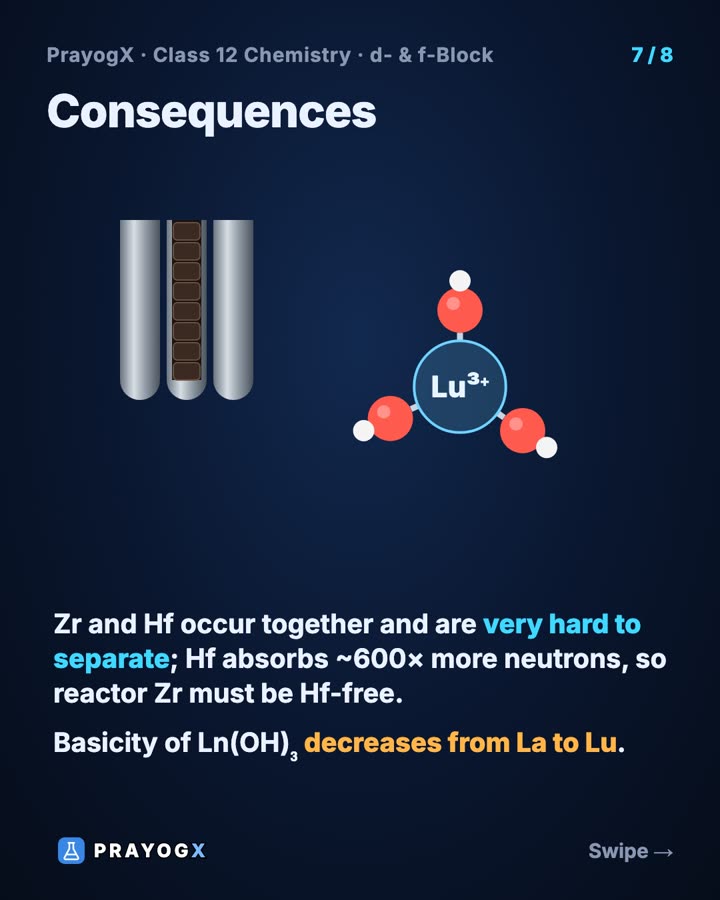 PrayogX · Class 12 Chemistry · d- & f-Block
7 / 8
Consequences
Lu³⁺
Zr and Hf occur together and are very hard to
separate; Hf absorbs ~600× more neutrons, so
reactor Zr must be Hf-free.
Basicity of Ln(OH)₃ decreases from La to Lu.
PRAYOGX
Swipe →